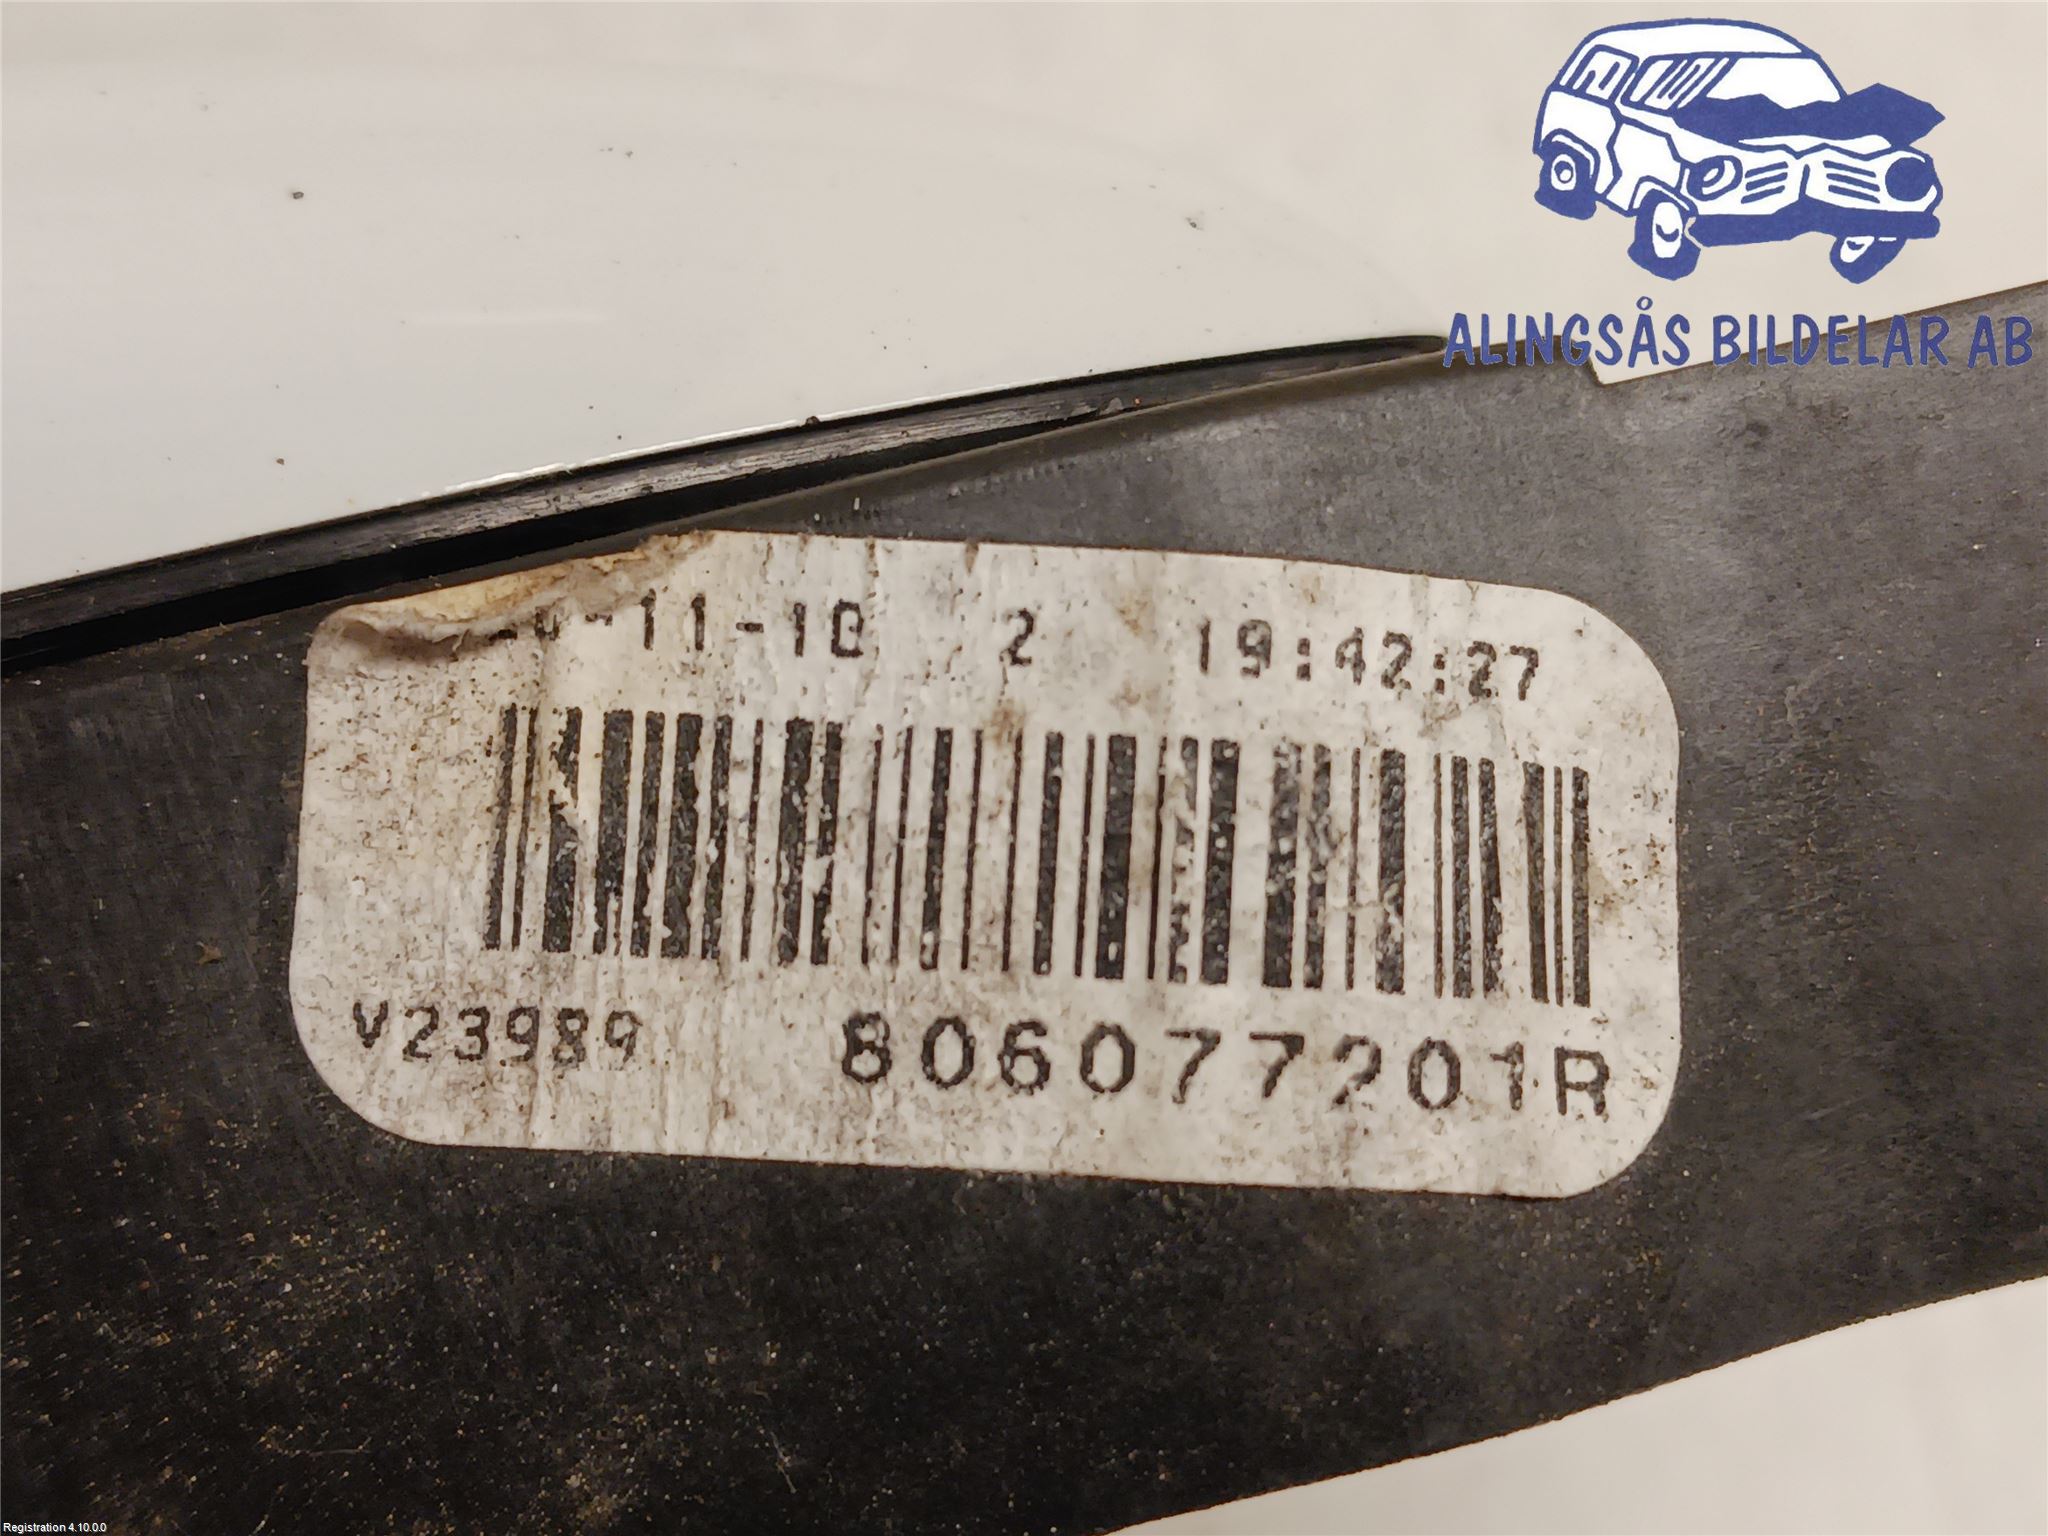 ALINGSÅS BILDELAR AB
-11-10 2 19:42:27
V23989 806077201R
Registration 4.10.0.0